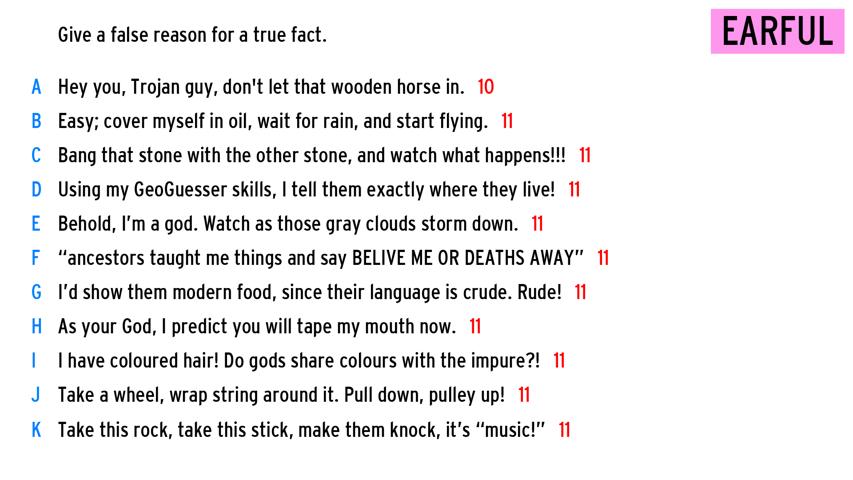 Give a false reason for a true fact.
EARFUL
A Hey you, Trojan guy, don't let that wooden horse in. 10
B Easy; cover myself in oil, wait for rain, and start flying. 11
C Bang that stone with the other stone, and watch what happens!!! 11
D Using my GeoGuesser skills, I tell them exactly where they live! 11
E Behold, I'm a god. Watch as those gray clouds storm down. 11
F “ancestors taught me things and say BELIVE ME OR DEATHS AWAY” 11
G I'd show them modern food, since their language is crude. Rude! 11
H As your God, I predict you will tape my mouth now. 11
I I have coloured hair! Do gods share colours with the impure?! 11
J Take a wheel, wrap string around it. Pull down, pulley up! 11
K Take this rock, take this stick, make them knock, it's “music!” 11